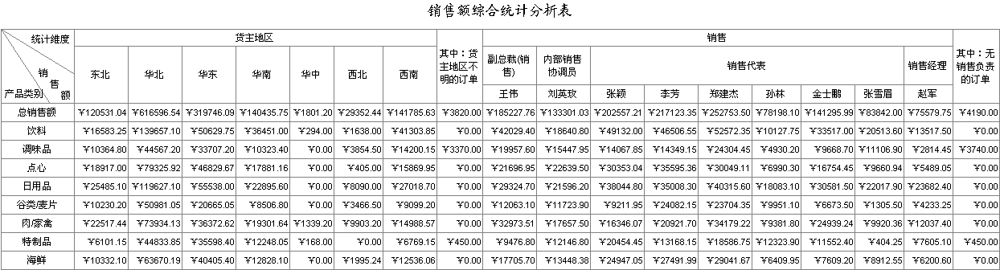 销售额综合统计分析表
统计维度 货主地区 其中：货主地区不明的订单 销售 其中：无销售负责的订单
销售额 东北 华北 华东 华南 华中 西北 西南 副总裁(销售) 内部销售协调员 销售代表 销售经理
产品类别 王伟 刘英玫 张颖 李芳 郑建杰 孙林 金士鹏 张雪眉 赵军
总销售额 ¥120531.04 ¥616596.54 ¥319746.09 ¥140435.75 ¥1801.20 ¥29352.44 ¥141785.63 ¥3820.00 ¥185227.76 ¥133301.03 ¥202557.21 ¥217123.35 ¥252753.50 ¥78198.10 ¥141295.99 ¥83842.00 ¥75579.75 ¥4190.00
饮料 ¥16583.25 ¥139657.10 ¥50629.75 ¥36451.00 ¥294.00 ¥1638.00 ¥41303.85 ¥0.00 ¥42029.40 ¥18640.80 ¥49132.00 ¥46506.55 ¥52572.35 ¥10127.75 ¥33517.00 ¥20513.60 ¥13517.50 ¥0.00
调味品 ¥10364.80 ¥44567.20 ¥33707.20 ¥10323.40 ¥0.00 ¥3854.50 ¥14200.15 ¥3370.00 ¥19957.60 ¥15447.95 ¥14067.85 ¥14349.15 ¥24304.45 ¥4930.20 ¥9668.70 ¥11106.90 ¥2814.45 ¥3740.00
点心 ¥18917.00 ¥79325.92 ¥46829.67 ¥17881.16 ¥0.00 ¥405.00 ¥15869.95 ¥0.00 ¥21696.95 ¥22639.50 ¥30353.04 ¥35595.36 ¥30049.11 ¥6990.30 ¥16754.45 ¥9660.94 ¥5489.05 ¥0.00
日用品 ¥25485.10 ¥119627.10 ¥55538.00 ¥22895.60 ¥0.00 ¥8090.00 ¥27018.70 ¥0.00 ¥29324.70 ¥21596.20 ¥38044.80 ¥35008.30 ¥40315.60 ¥18083.10 ¥30581.50 ¥22017.90 ¥23682.40 ¥0.00
谷类/麦片 ¥10230.20 ¥50981.05 ¥20665.05 ¥8506.80 ¥0.00 ¥3466.50 ¥9099.20 ¥0.00 ¥12063.10 ¥11723.90 ¥9211.95 ¥24082.15 ¥23704.35 ¥9951.10 ¥6673.50 ¥1305.50 ¥4233.25 ¥0.00
肉/家禽 ¥22517.44 ¥73934.13 ¥36372.62 ¥19301.64 ¥1339.20 ¥9903.20 ¥14988.57 ¥0.00 ¥32973.51 ¥17657.50 ¥16346.07 ¥20921.70 ¥34179.22 ¥9381.80 ¥24939.24 ¥9920.36 ¥12037.40 ¥0.00
特制品 ¥6101.15 ¥44833.85 ¥35598.40 ¥12248.05 ¥168.00 ¥0.00 ¥6769.15 ¥450.00 ¥9476.80 ¥12146.80 ¥20454.45 ¥13168.15 ¥18586.75 ¥12323.90 ¥11552.40 ¥404.25 ¥7605.10 ¥450.00
海鲜 ¥10332.10 ¥63670.19 ¥40405.40 ¥12828.10 ¥0.00 ¥1995.24 ¥12536.06 ¥0.00 ¥17705.70 ¥13448.38 ¥24947.05 ¥27491.99 ¥29041.67 ¥6409.95 ¥7609.20 ¥8912.55 ¥6200.60 ¥0.00